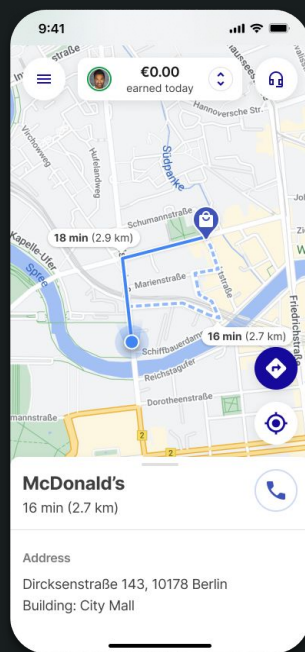 9:41
€0.00
earned today
Hannoversche Str.
Virchowweg
Hufelandweg
Südpanke
Schumannstraße
18 min (2.9 km)
Kapelle-Ufer
Spree
Marienstraße
16 min (2.7 km)
Friedrichstraße
Reichstagufer
Dorotheenstraße
2
2
McDonald's
16 min (2.7 km)
Address
Dircksenstraße 143, 10178 Berlin
Building: City Mall